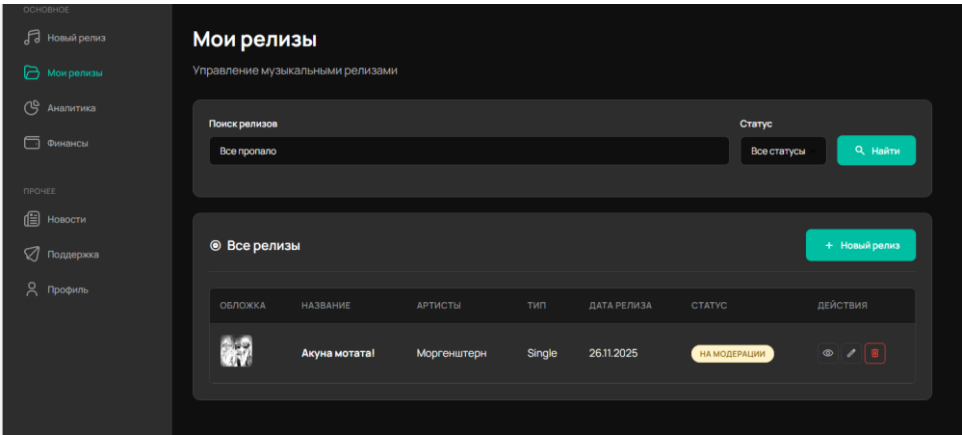 ОСНОВНОЕ
Новый релиз
Мои релизы
Аналитика
Финансы
ПРОЧЕЕ
Новости
Поддержка
Профиль
Мои релизы
Управление музыкальными релизами
Поиск релизов
Статус
Все пропало
Все статусы
Найти
Все релизы
+ Новый релиз
ОБЛОЖКА НАЗВАНИЕ АРТИСТЫ ТИП ДАТА РЕЛИЗА СТАТУС ДЕЙСТВИЯ
Акуна мотата! Моргенштерн Single 26.11.2025 НА МОДЕРАЦИИ